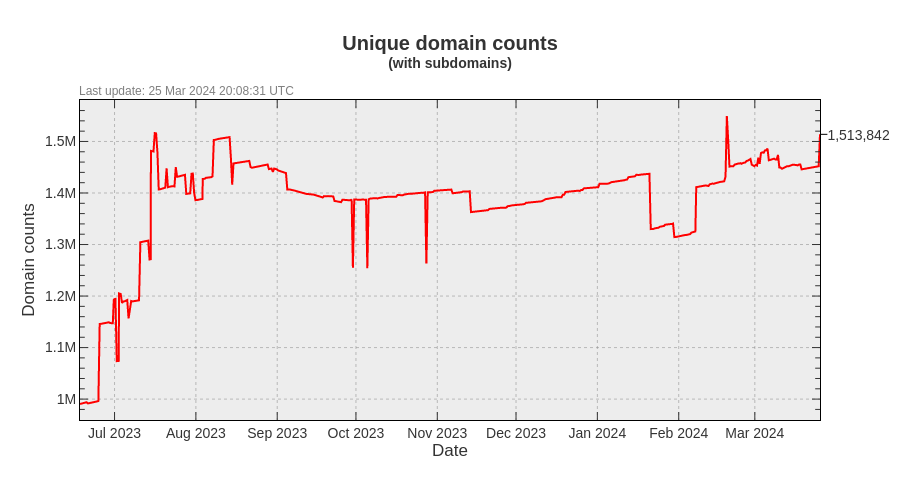 Unique domain counts
(with subdomains)
Last update: 25 Mar 2024 20:08:31 UTC
1,513,842
1.5M
1.4M
1.3M
1.2M
1.1M
1M
Domain counts
Jul 2023 Aug 2023 Sep 2023 Oct 2023 Nov 2023 Dec 2023 Jan 2024 Feb 2024 Mar 2024
Date